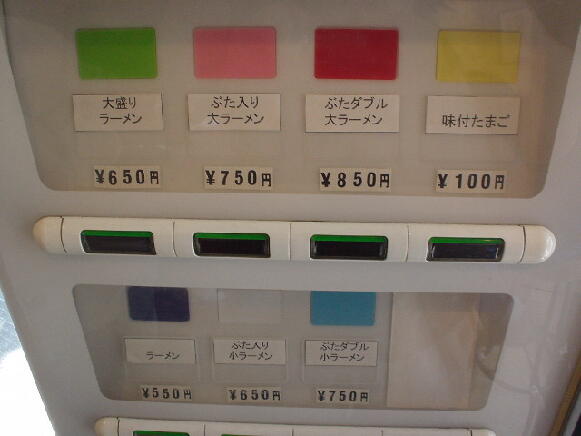 大盛り
ラーメン
ぶた入り
大ラーメン
ぶたダブル
大ラーメン
味付たまご
¥650円
¥750円
¥850円
¥100円
ラーメン
ぶた入り
小ラーメン
ぶたダブル
小ラーメン
¥550円
¥650円
¥750円